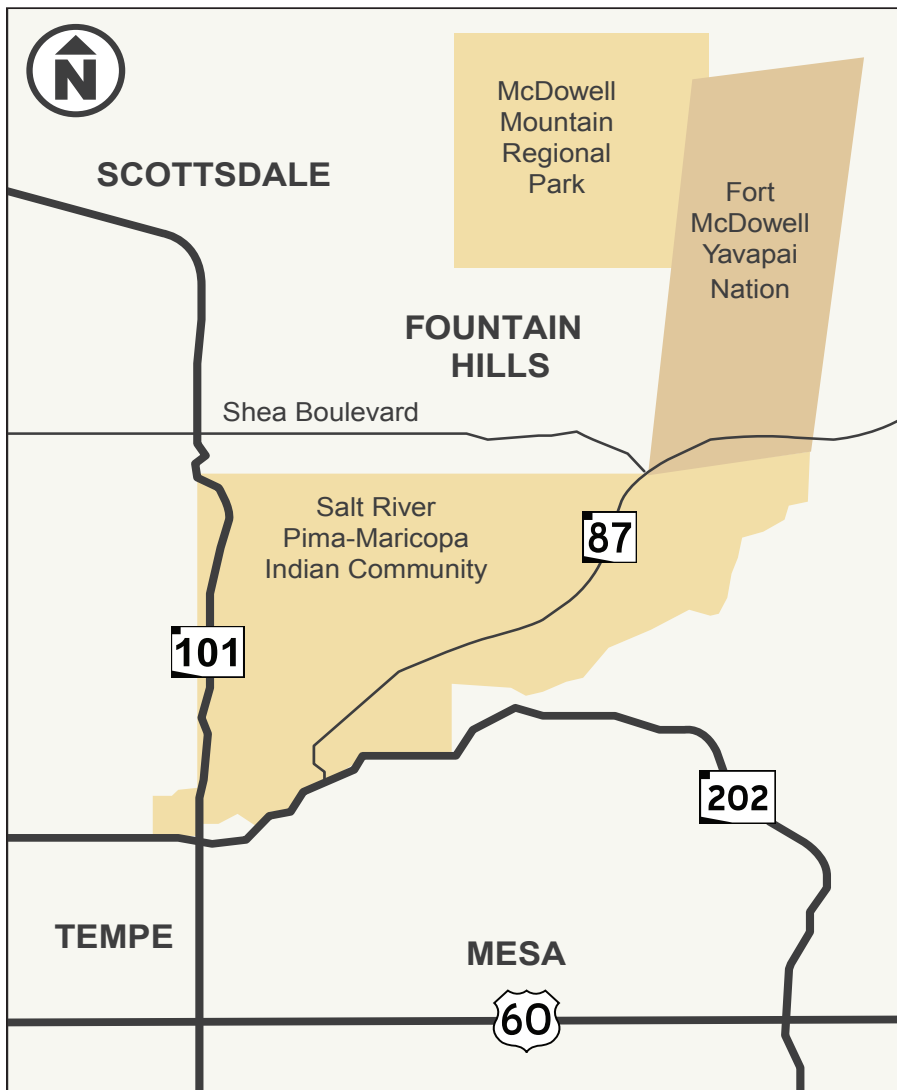 N
McDowell
Mountain
Regional
Park
SCOTTSDALE
Fort
McDowell
Yavapai
Nation
FOUNTAIN
HILLS
Shea Boulevard
Salt River
Pima-Maricopa
Indian Community
87
101
202
TEMPE
MESA
60